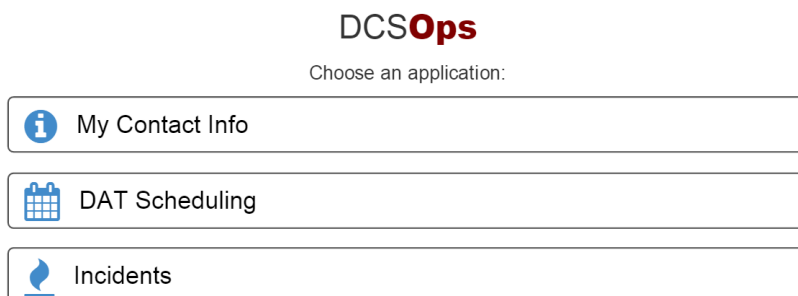 DCSOps
Choose an application:
My Contact Info
DAT Scheduling
Incidents